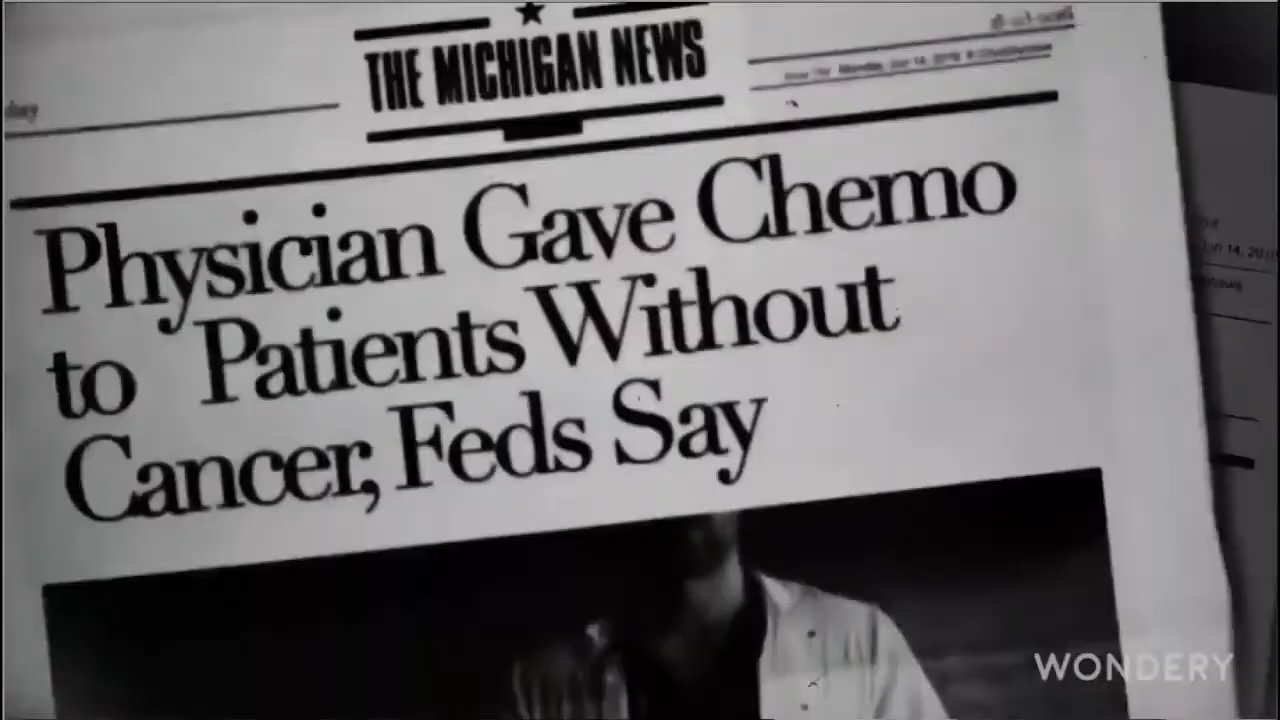 THE MICHIGAN NEWS
Physician Gave Chemo
to Patients Without
Cancer, Feds Say
WONDERY